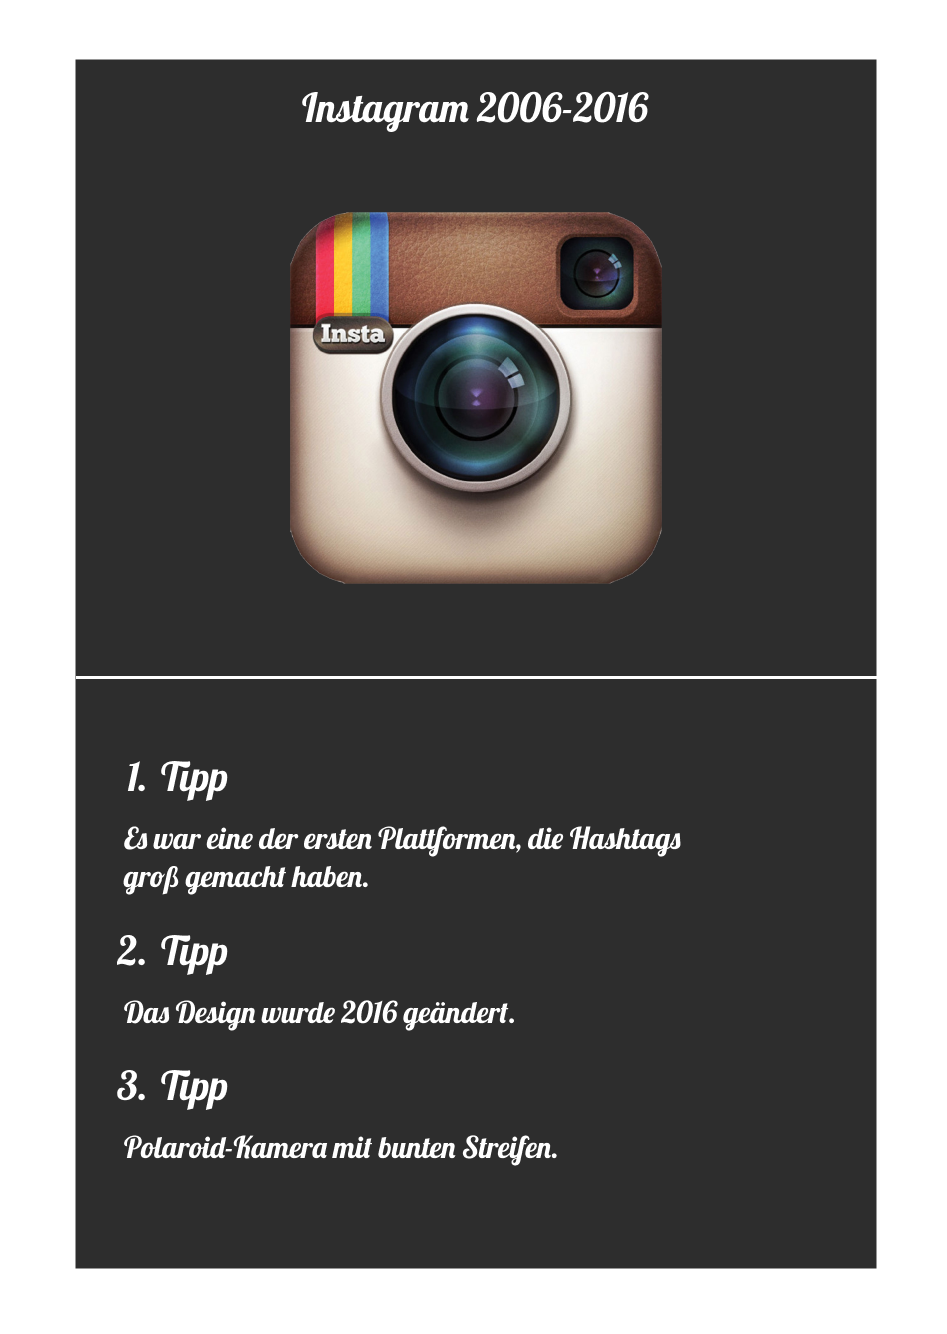 Instagram 2006-2016
Insta
1. Tipp
Es war eine der ersten Plattformen, die Hashtags
groß gemacht haben.
2. Tipp
Das Design wurde 2016 geändert.
3. Tipp
Polaroid-Kamera mit bunten Streifen.